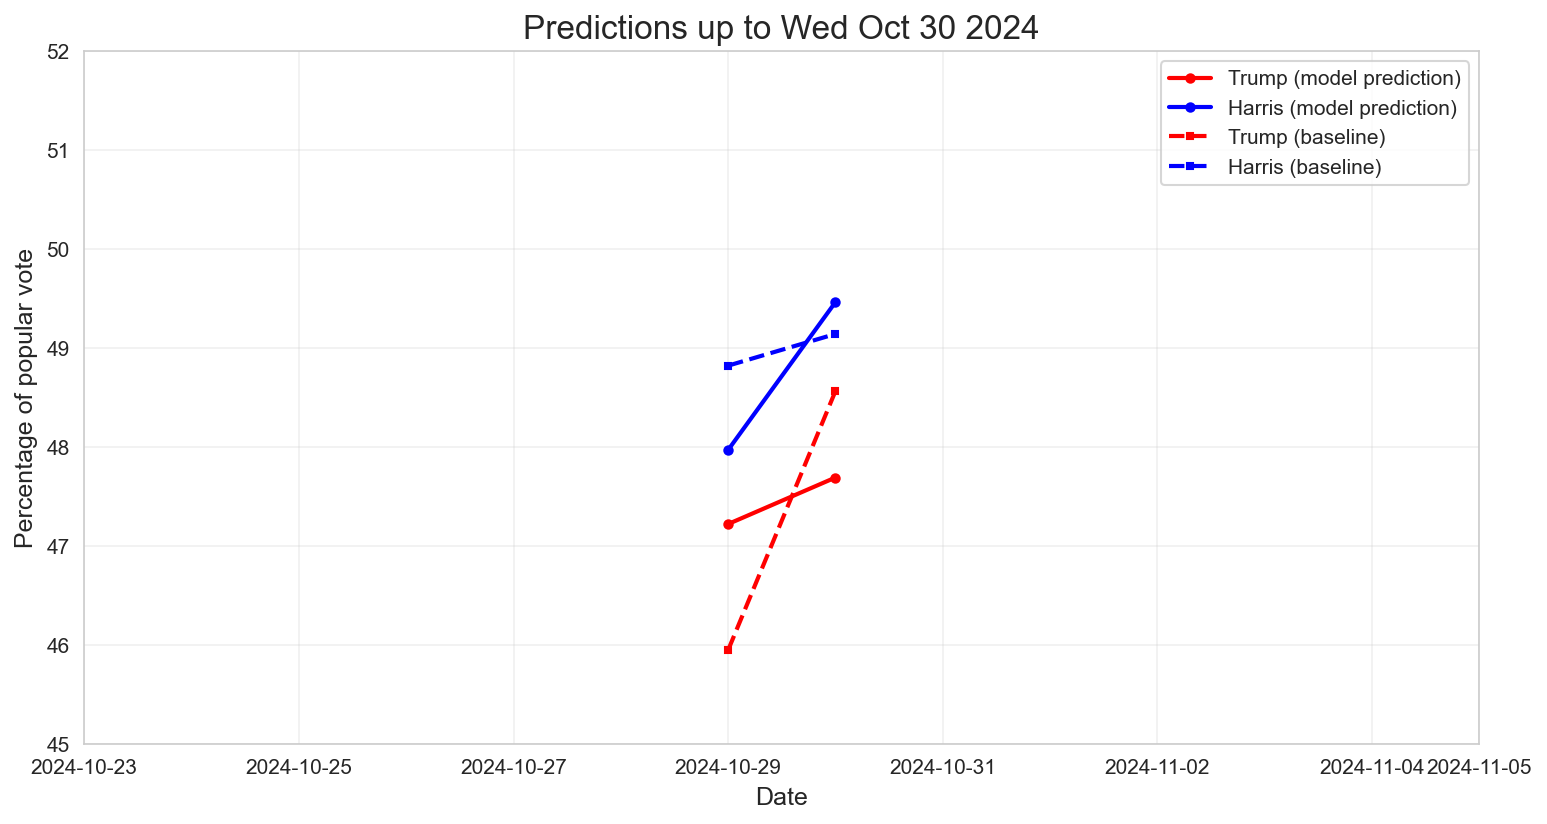 Predictions up to Wed Oct 30 2024
Trump (model prediction)
Harris (model prediction)
Trump (baseline)
Harris (baseline)
Percentage of popular vote
52
51
50
49
48
47
46
45
2024-10-23 2024-10-25 2024-10-27 2024-10-29 2024-10-31 2024-11-02 2024-11-04 2024-11-05
Date